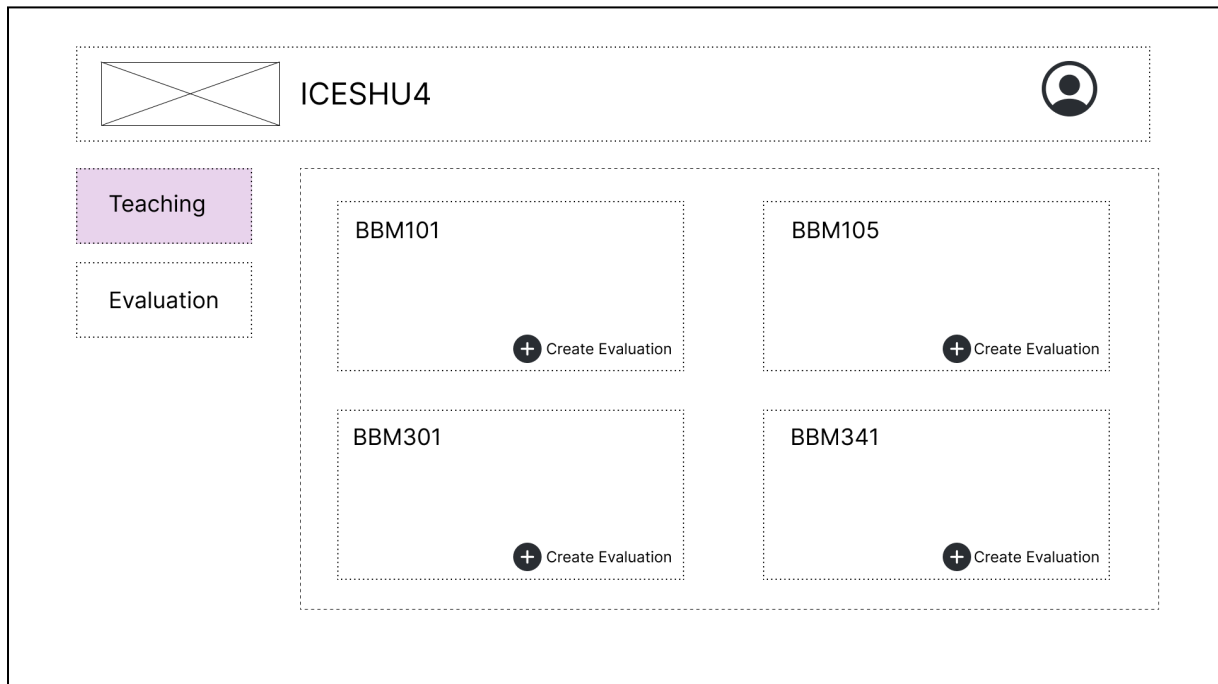 ICESHU4
Teaching
Evaluation
BBM101
Create Evaluation
BBM105
Create Evaluation
BBM301
Create Evaluation
BBM341
Create Evaluation